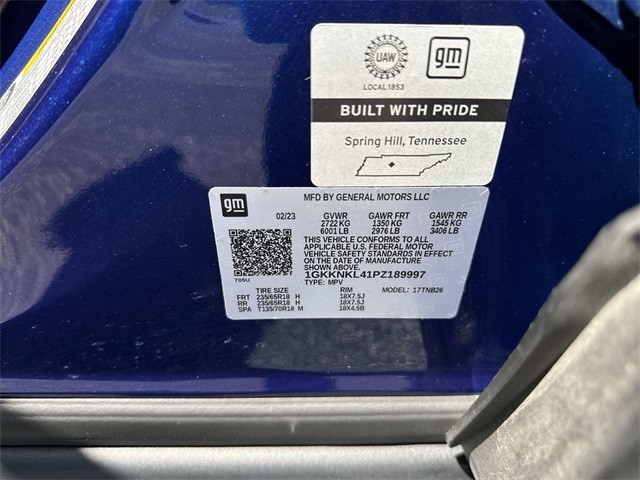 UAW
gm
LOCAL 1853
BUILT WITH PRIDE
Spring Hill, Tennessee
gm
MFD BY GENERAL MOTORS LLC
02/23 GVWR GAWR FRT GAWR RR
2722 KG 1350 KG 1545 KG
6001 LB 2976 LB 3406 LB
THIS VEHICLE CONFORMS TO ALL
APPLICABLE U.S. FEDERAL MOTOR
VEHICLE SAFETY STANDARDS IN EFFECT
ON THE DATE OF MANUFACTURE
SHOWN ABOVE.
1GKKNKL41PZ189997
705U
TYPE: MPV
TIRE SIZE RIM MODEL: 17TNB26
FRT 235/65R18 H 18X7.5J
RR 235/65R18 H 18X7.5J
SPA T135/70R18 M 18X4.5B